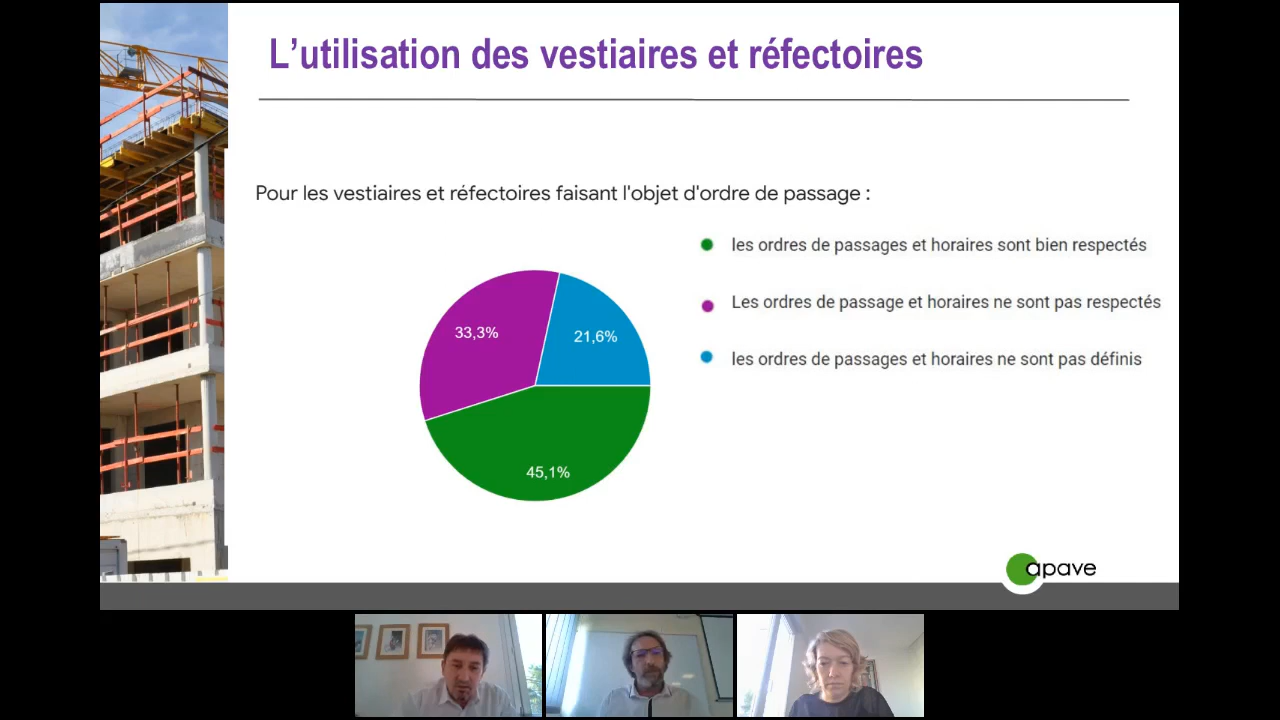 L’utilisation des vestiaires et réfectoires
Pour les vestiaires et réfectoires faisant l'objet d'ordre de passage :
les ordres de passages et horaires sont bien respectés
Les ordres de passage et horaires ne sont pas respectés
les ordres de passages et horaires ne sont pas définis
33,3%
21,6%
45,1%
apave